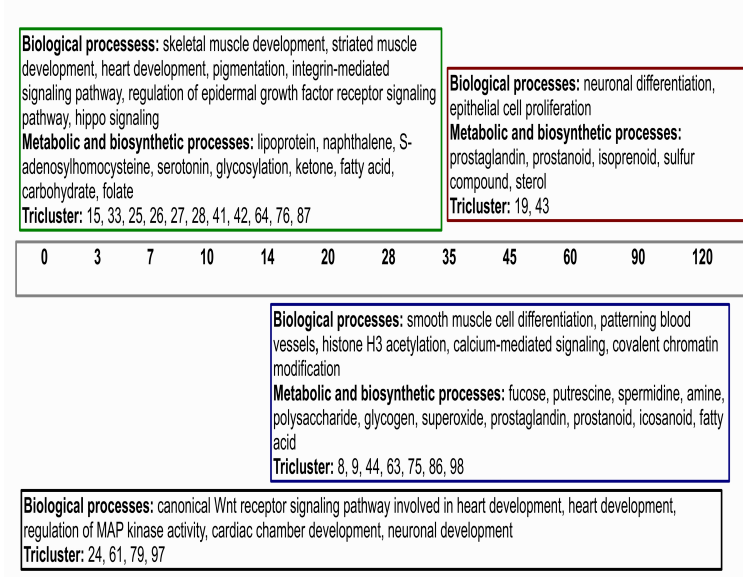 Biological processess: skeletal muscle development, striated muscle
development, heart development, pigmentation, integrin-mediated
signaling pathway, regulation of epidermal growth factor receptor signaling
pathway, hippo signaling
Metabolic and biosynthetic processes: lipoprotein, naphthalene, S-
adenosylhomocysteine, serotonin, glycosylation, ketone, fatty acid,
carbohydrate, folate
Tricluster: 15, 33, 25, 26, 27, 28, 41, 42, 64, 76, 87
Biological processes: neuronal differentiation,
epithelial cell proliferation
Metabolic and biosynthetic processes:
prostaglandin, prostanoid, isoprenoid, sulfur
compound, sterol
Tricluster: 19, 43
0 3 7 10 14 20 28 35 45 60 90 120
Biological processes: smooth muscle cell differentiation, patterning blood
vessels, histone H3 acetylation, calcium-mediated signaling, covalent chromatin
modification
Metabolic and biosynthetic processes: fucose, putrescine, spermidine, amine,
polysaccharide, glycogen, superoxide, prostaglandin, prostanoid, icosanoid, fatty
acid
Tricluster: 8, 9, 44, 63, 75, 86, 98
Biological processes: canonical Wnt receptor signaling pathway involved in heart development, heart development,
regulation of MAP kinase activity, cardiac chamber development, neuronal development
Tricluster: 24, 61, 79, 97